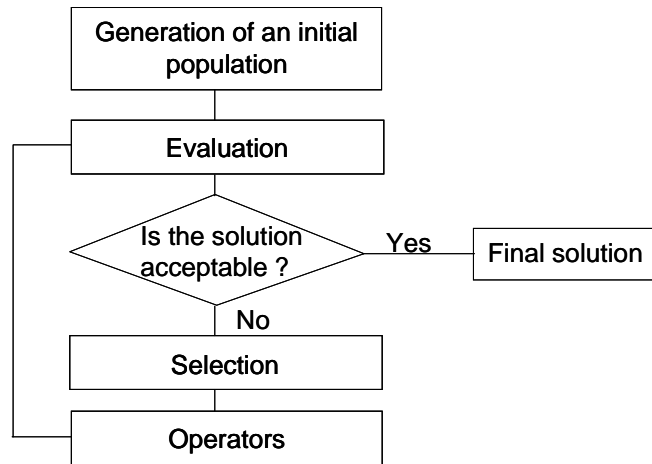 Generation of an initial
population
Evaluation
Is the solution
acceptable ?
Yes
Final solution
No
Selection
Operators